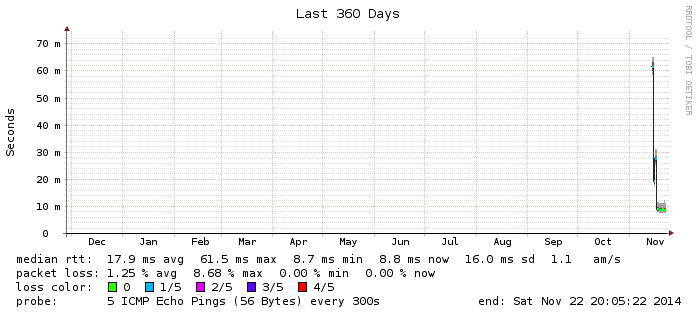 Last 360 Days
RRDTOOL / TOBI OETIKER
Seconds
70 m
60 m
50 m
40 m
30 m
20 m
10 m
0
Dec Jan Feb Mar Apr May Jun Jul Aug Sep Oct Nov
median rtt: 17.9 ms avg 61.5 ms max 8.7 ms min 8.8 ms now 16.0 ms sd 1.1 am/s
packet loss: 1.25 % avg 8.68 % max 0.00 % min 0.00 % now
loss color: 0 1/5 2/5 3/5 4/5
probe: 5 ICMP Echo Pings (56 Bytes) every 300s end: Sat Nov 22 20:05:22 2014